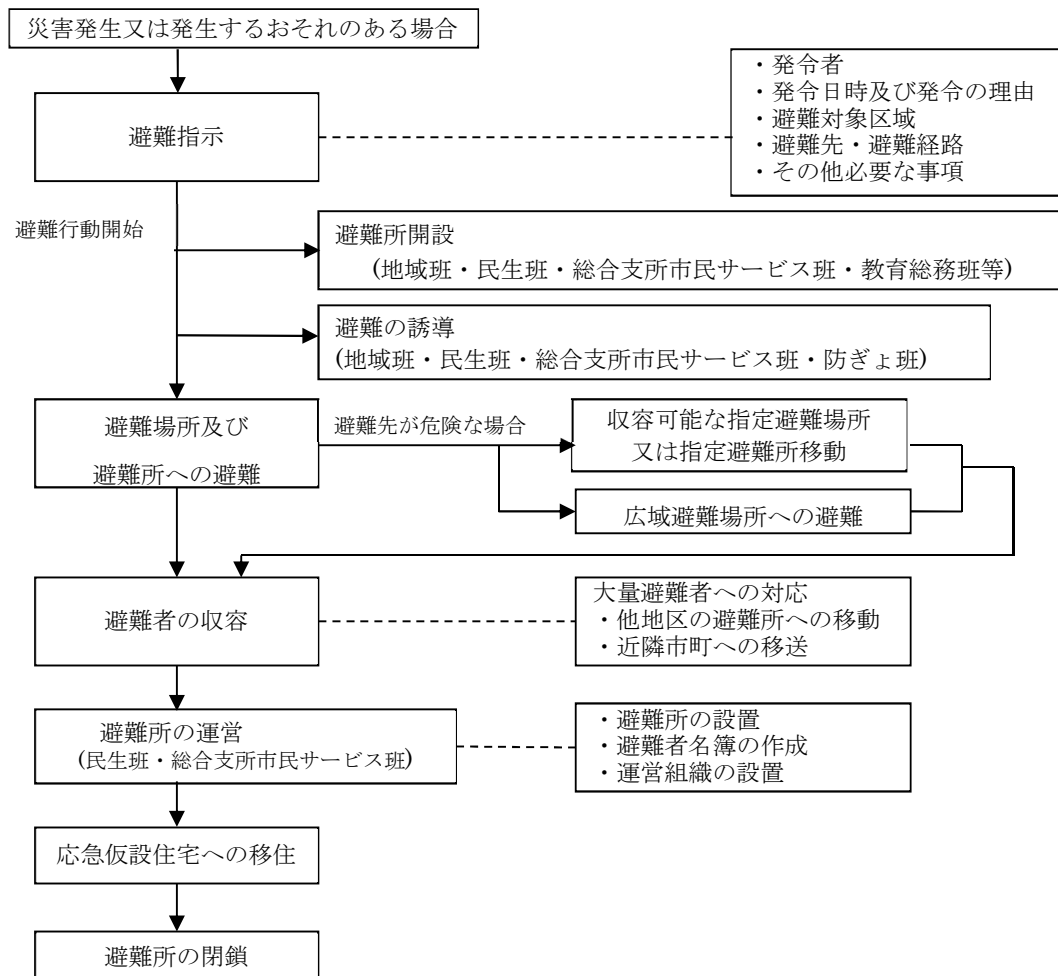 災害発生又は発生するおそれのある場合
・発令者
・発令日時及び発令の理由
・避難対象区域
・避難先・避難経路
・その他必要な事項
避難指示
避難行動開始
避難所開設
(地域班・民生班・総合支所市民サービス班・教育総務班等)
避難の誘導
(地域班・民生班・総合支所市民サービス班・防ぎょ班)
避難場所及び
避難所への避難
避難先が危険な場合
収容可能な指定避難場所
又は指定避難所移動
広域避難場所への避難
避難者の収容
大量避難者への対応
・他地区の避難所への移動
・近隣市町への移送
避難所の運営
(民生班・総合支所市民サービス班)
・避難所の設置
・避難者名簿の作成
・運営組織の設置
応急仮設住宅への移住
避難所の閉鎖